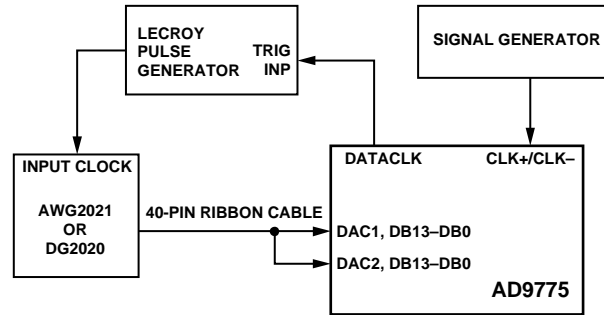 LECROY
PULSE
GENERATOR
TRIG
INP
SIGNAL GENERATOR
INPUT CLOCK
AWG2021
OR
DG2020
40-PIN RIBBON CABLE
DATACLK
CLK+/CLK–
DAC1, DB13–DB0
DAC2, DB13–DB0
AD9775